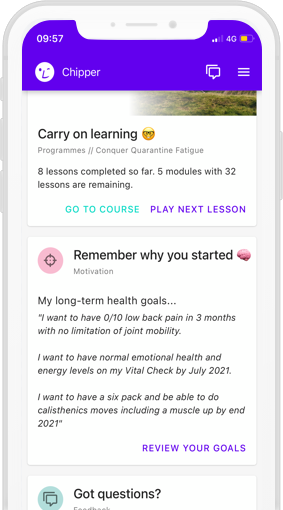 09:57
4G
Chipper
Carry on learning 🤓
Programmes // Conquer Quarantine Fatigue
8 lessons completed so far. 5 modules with 32
lessons are remaining.
GO TO COURSE PLAY NEXT LESSON
Remember why you started 🧠
Motivation
My long-term health goals...
"I want to have 0/10 low back pain in 3 months
with no limitation of joint mobility.
I want to have normal emotional health and
energy levels on my Vital Check by July 2021.
I want to have a six pack and be able to do
calisthenics moves including a muscle up by end
2021"
REVIEW YOUR GOALS
Got questions?
Feedback